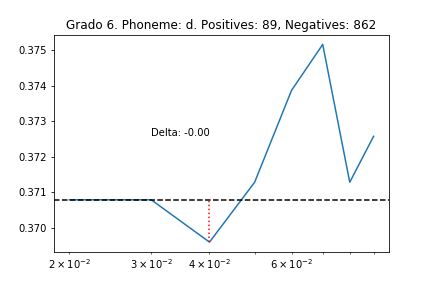 Grado 6. Phoneme: d. Positives: 89, Negatives: 862
0.375
0.374
0.373
0.372
0.371
0.370
Delta: -0.00
2 × 10⁻² 3 × 10⁻² 4 × 10⁻² 6 × 10⁻²